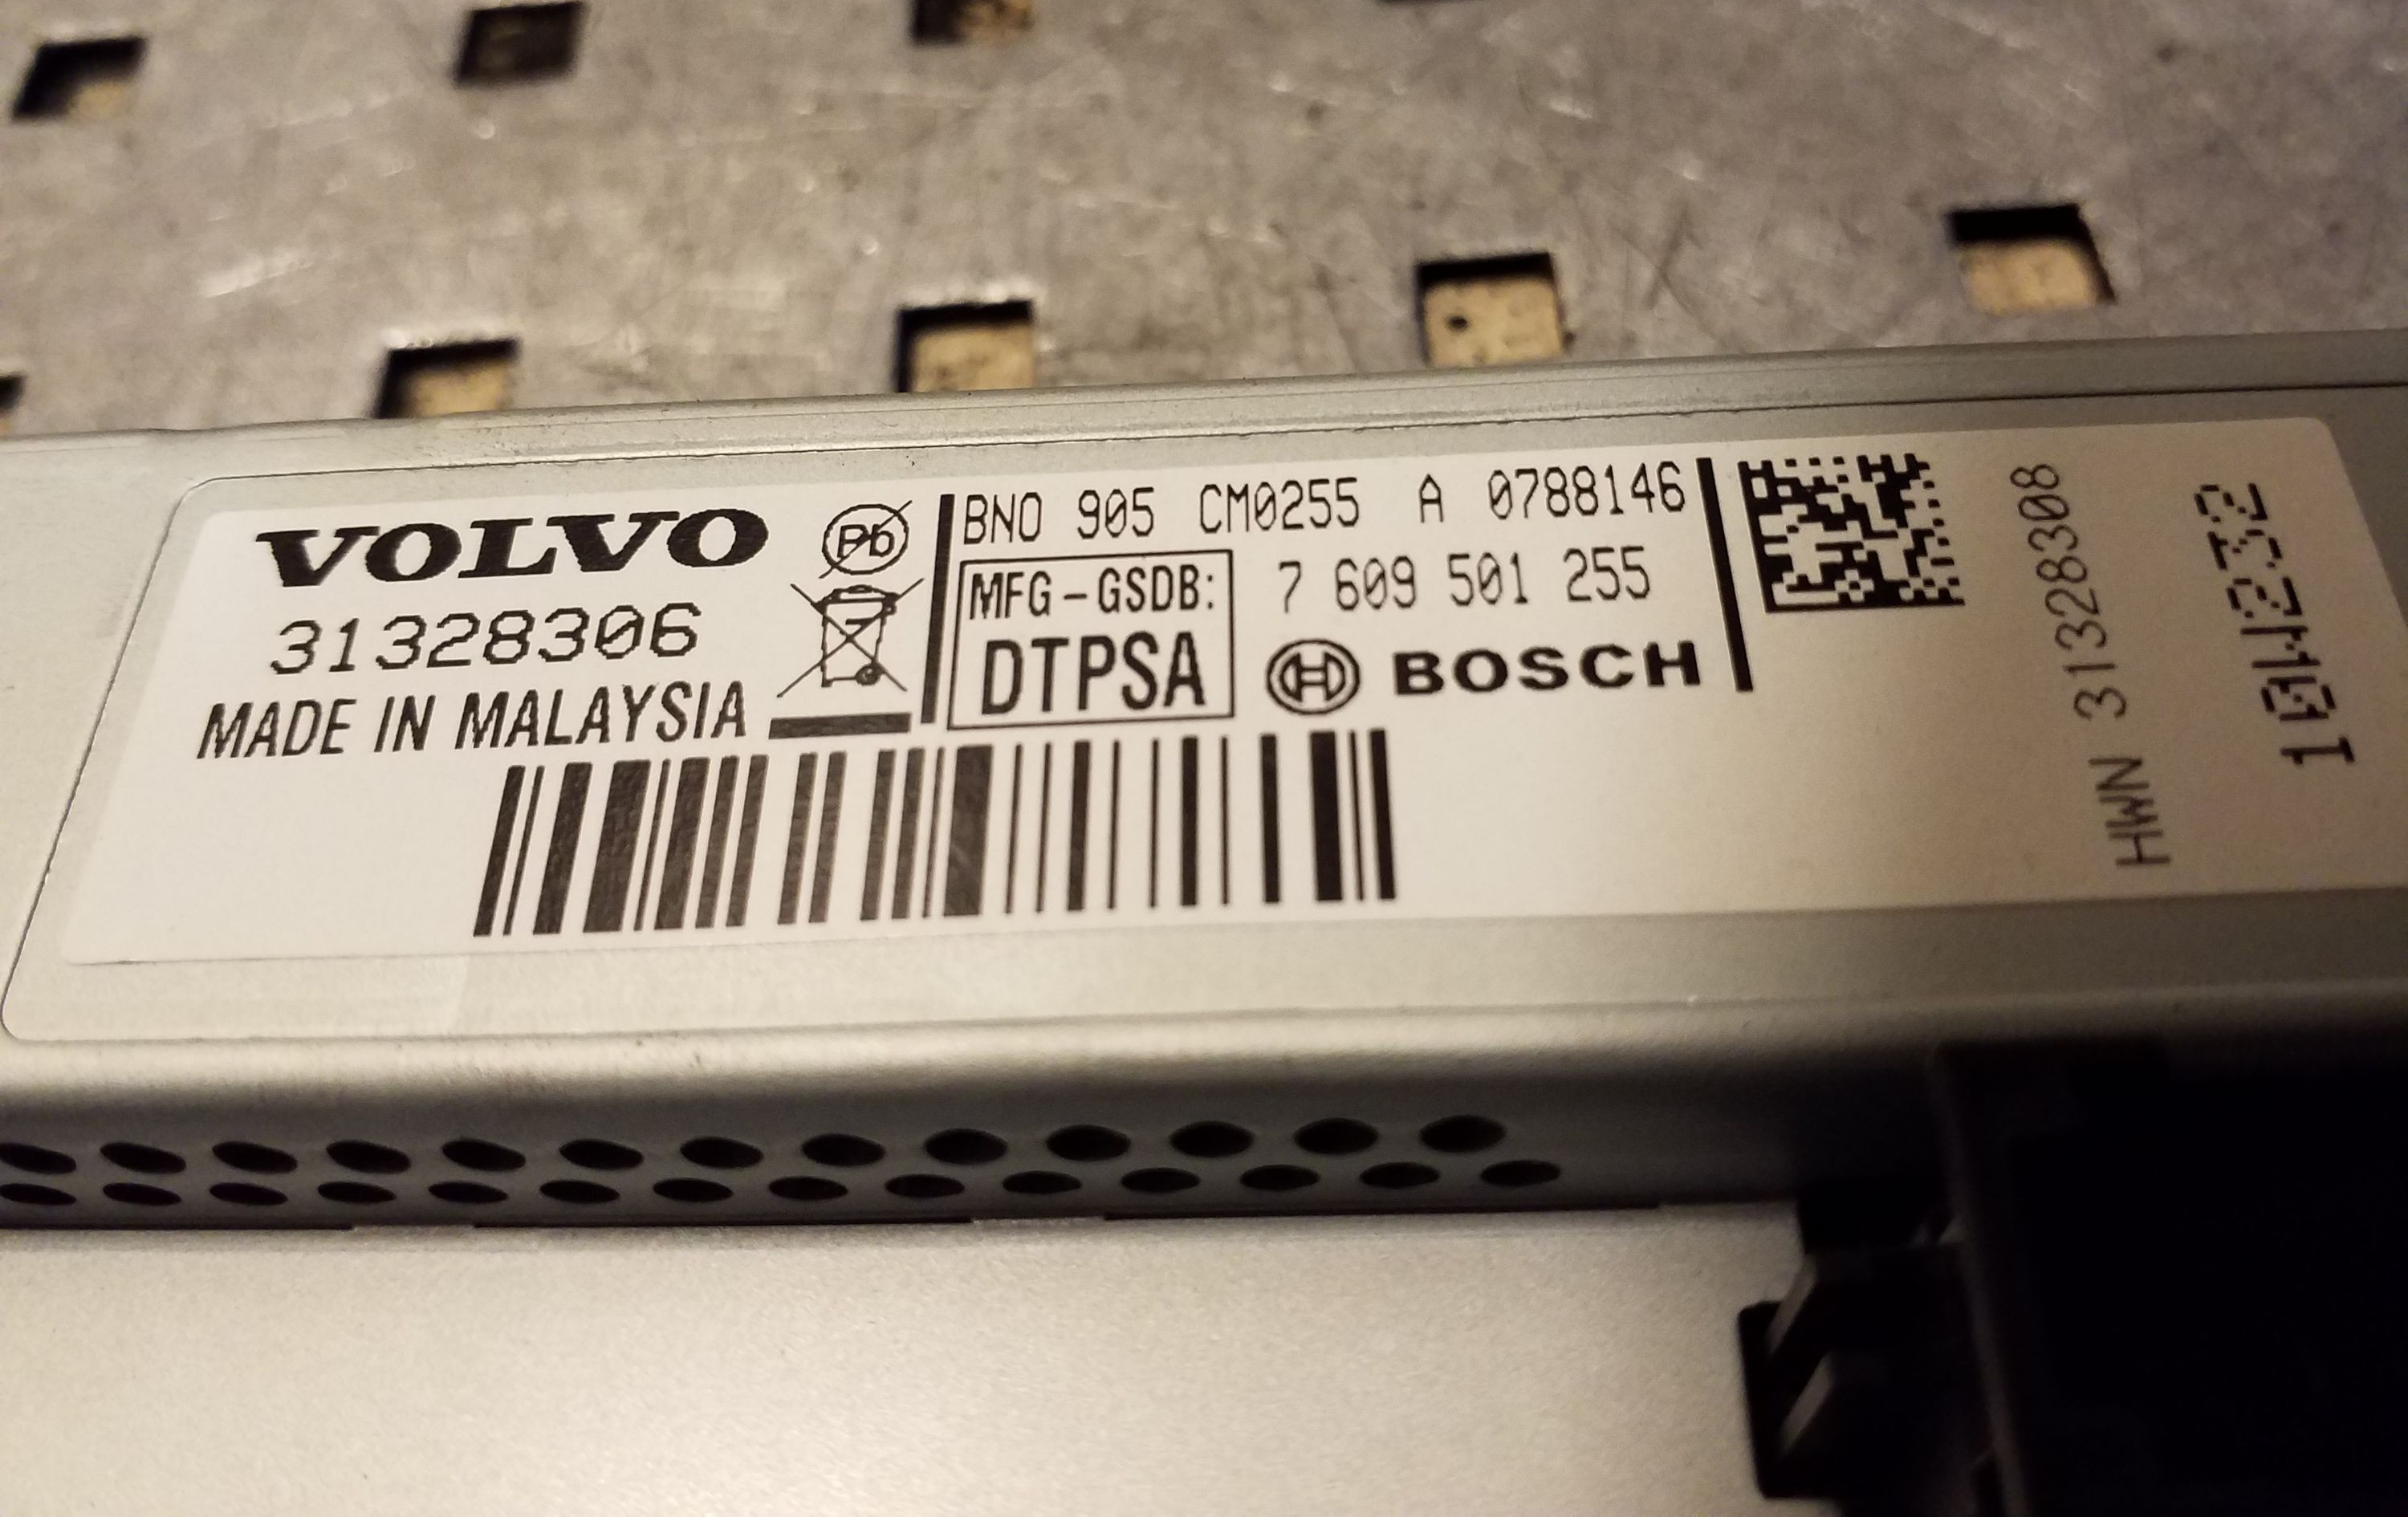 VOLVO
31328306
MADE IN MALAYSIA
Pb
BNO 905 CM0255 A 0788146
MFG-GSDB:
DTPSA
7 609 501 255
BOSCH
HWN 31328308
10W232